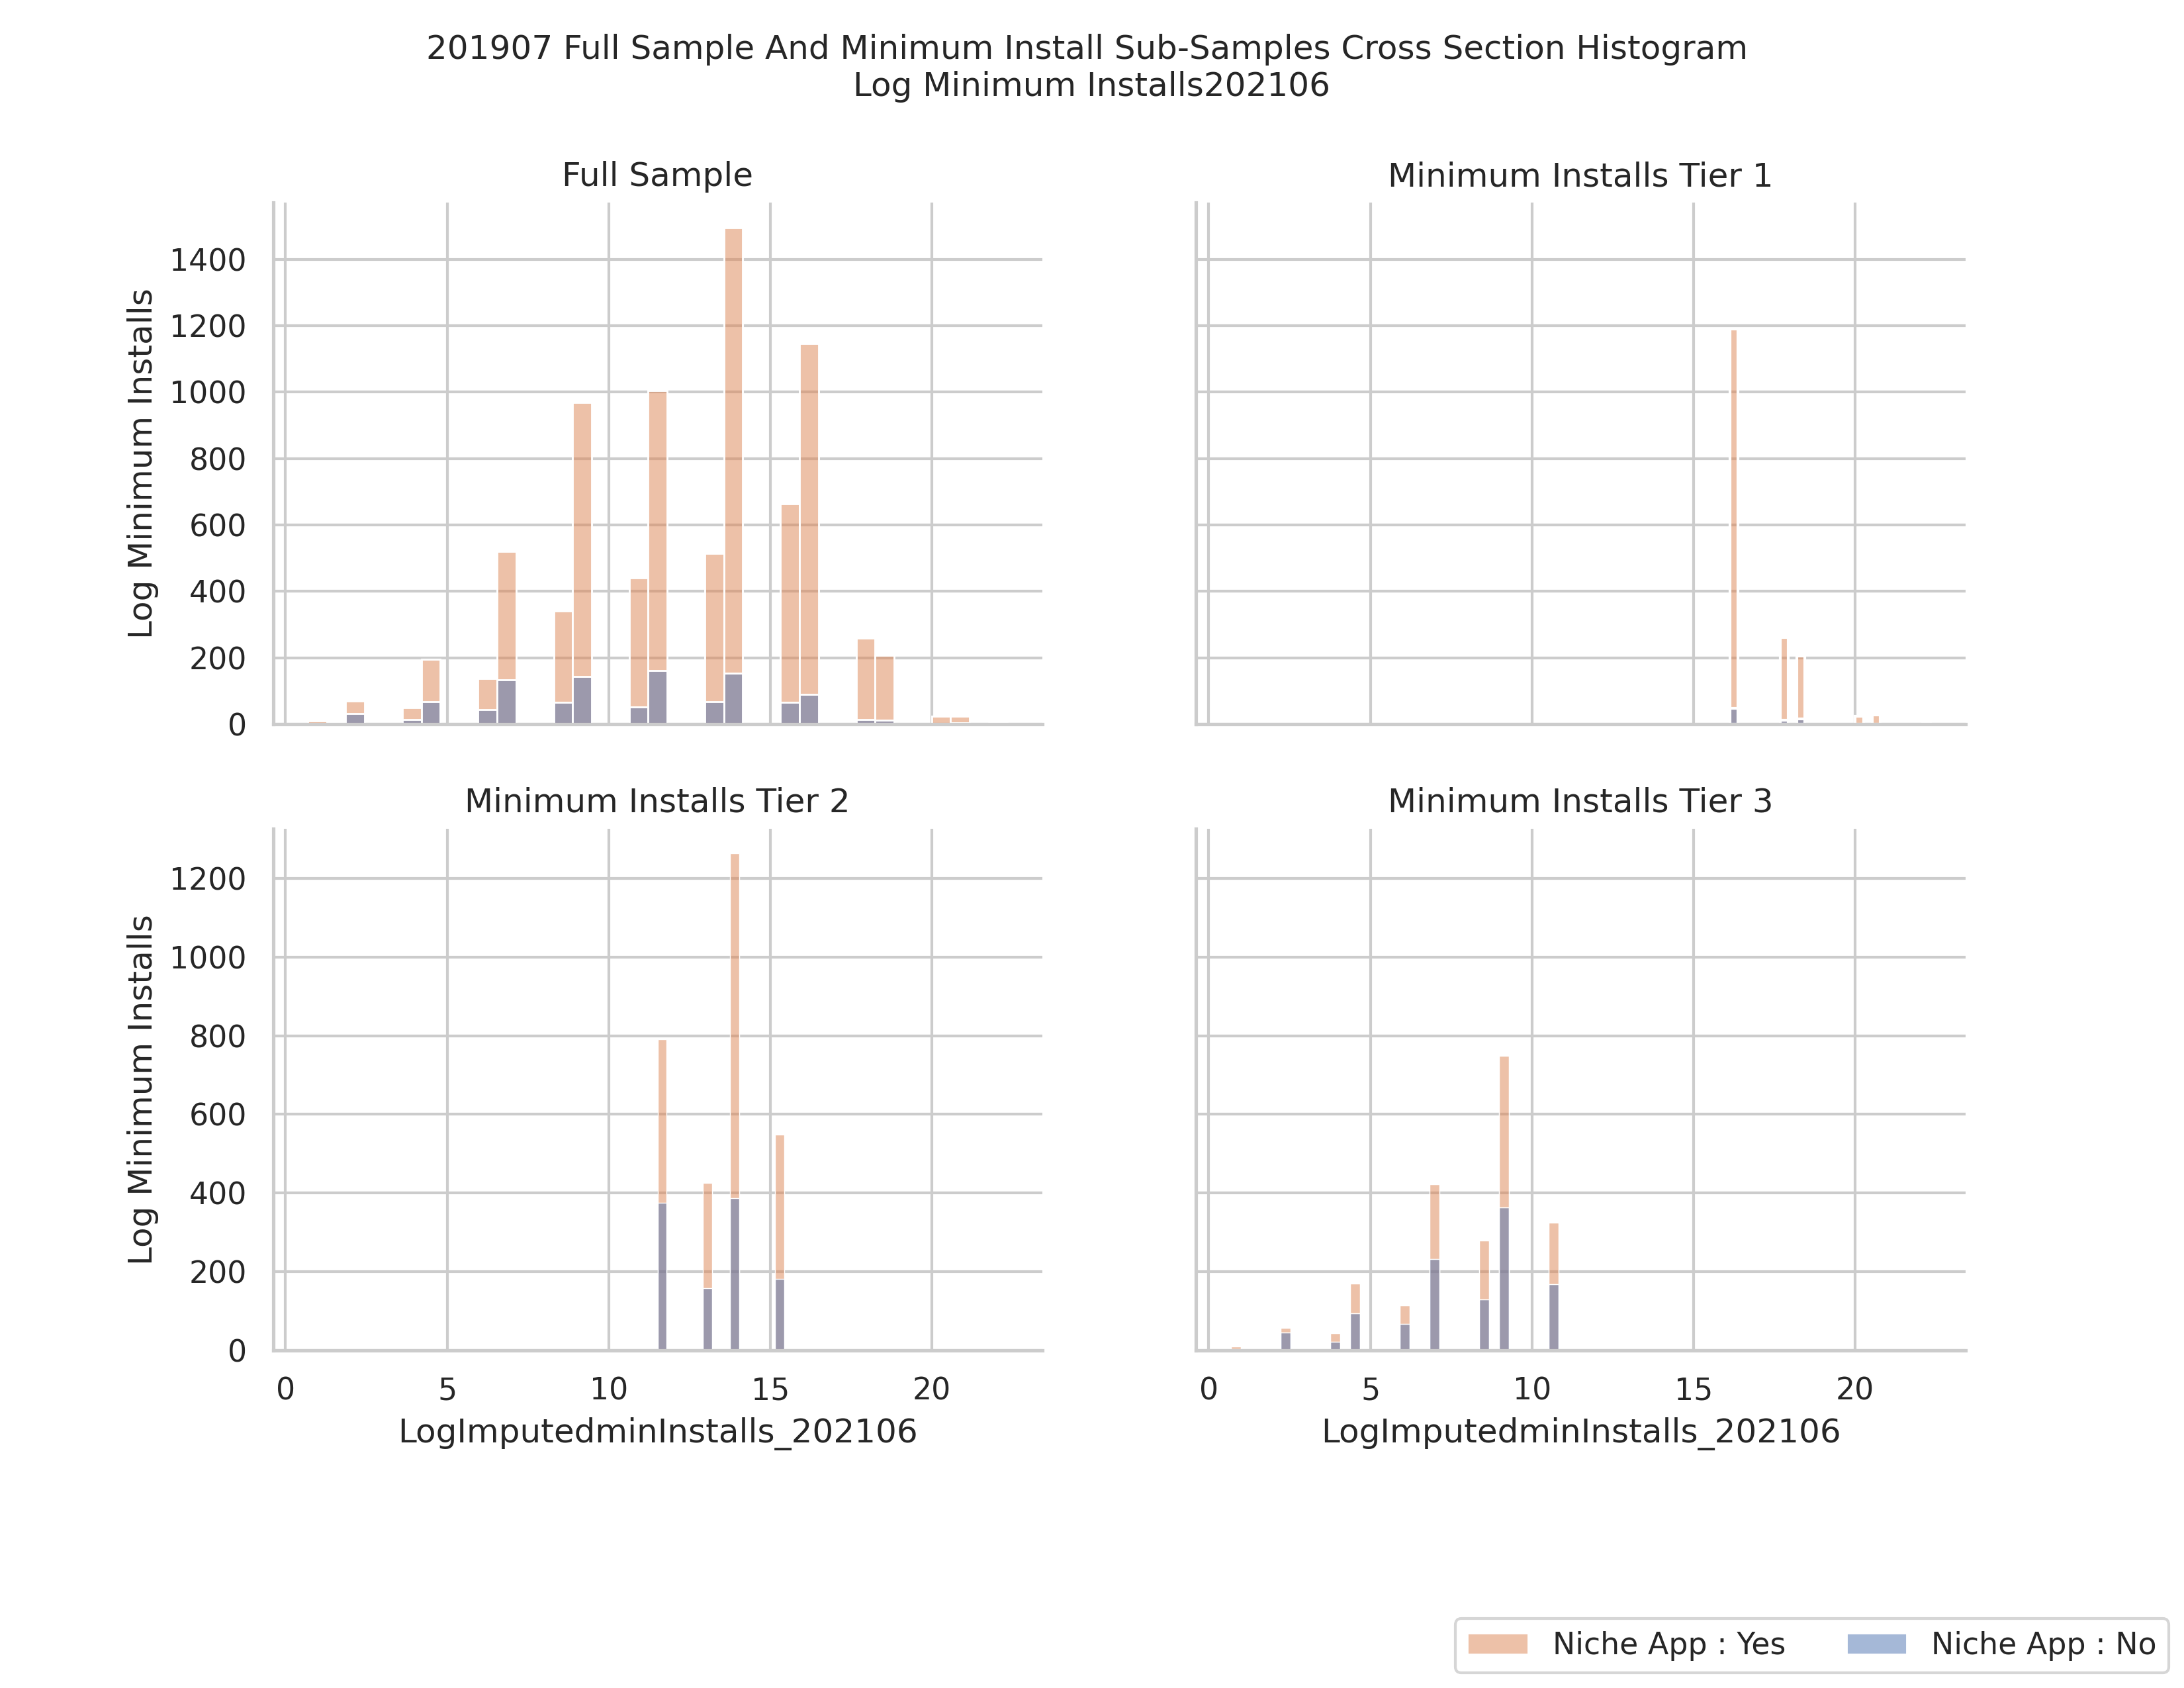 201907 Full Sample And Minimum Install Sub-Samples Cross Section Histogram
Log Minimum Installs202106
Full Sample
Log Minimum Installs
1400
1200
1000
800
600
400
200
0
Minimum Installs Tier 1
Minimum Installs Tier 2
Log Minimum Installs
1200
1000
800
600
400
200
0
0 5 10 15 20
LogImputedminInstalls_202106
Minimum Installs Tier 3
0 5 10 15 20
LogImputedminInstalls_202106
Niche App : Yes
Niche App : No